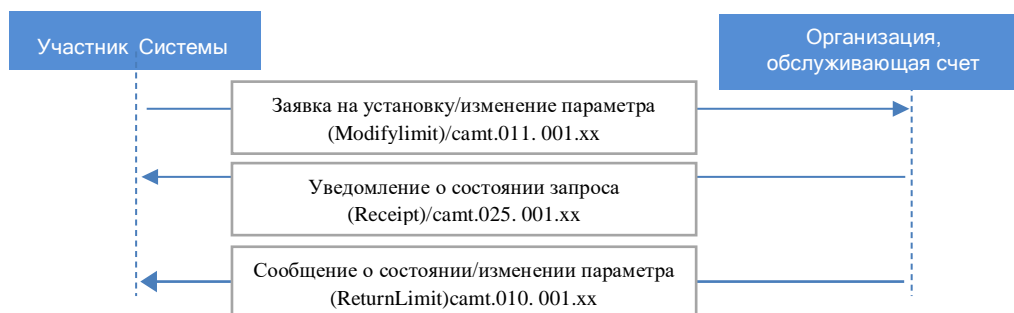 Участник Системы
Организация,
обслуживающая счет
Заявка на установку/изменение параметра
(Modifylimit)/camt.011. 001.xx
Уведомление о состоянии запроса
(Receipt)/camt.025. 001.xx
Сообщение о состоянии/изменении параметра
(ReturnLimit)camt.010. 001.xx